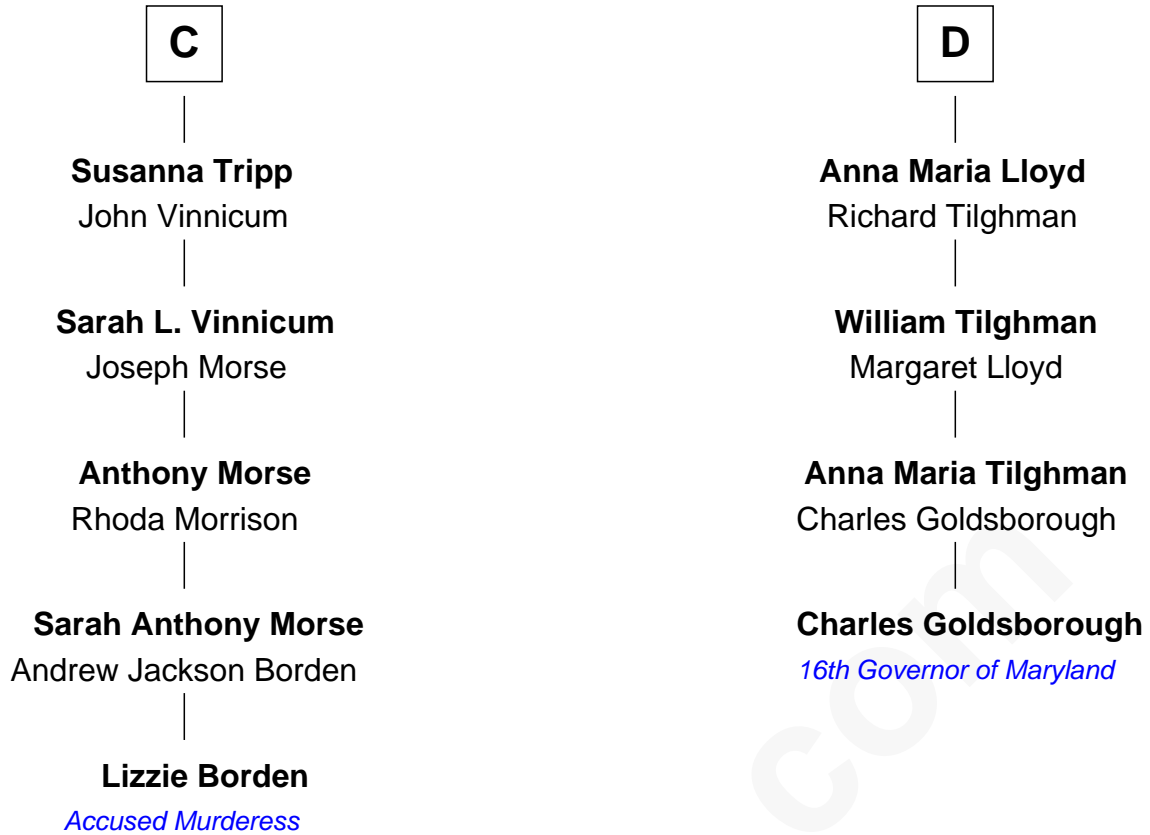 C
Susanna Tripp
John Vinnicum
Sarah L. Vinnicum
Joseph Morse
Anthony Morse
Rhoda Morrison
Sarah Anthony Morse
Andrew Jackson Borden
Lizzie Borden
Accused Murderess
D
Anna Maria Lloyd
Richard Tilghman
William Tilghman
Margaret Lloyd
Anna Maria Tilghman
Charles Goldsborough
Charles Goldsborough
16th Governor of Maryland
com